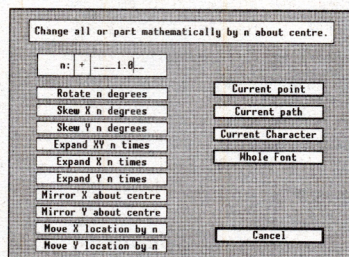 Change all or part mathematically by n about centre.
n: + ____1.0__
Rotate n degrees
Skew X n degrees
Skew Y n degrees
Expand XY n times
Expand X n times
Expand Y n times
Mirror X about centre
Mirror Y about centre
Move X location by n
Move Y location by n
Current point
Current path
Current Character
Whole Font
Cancel